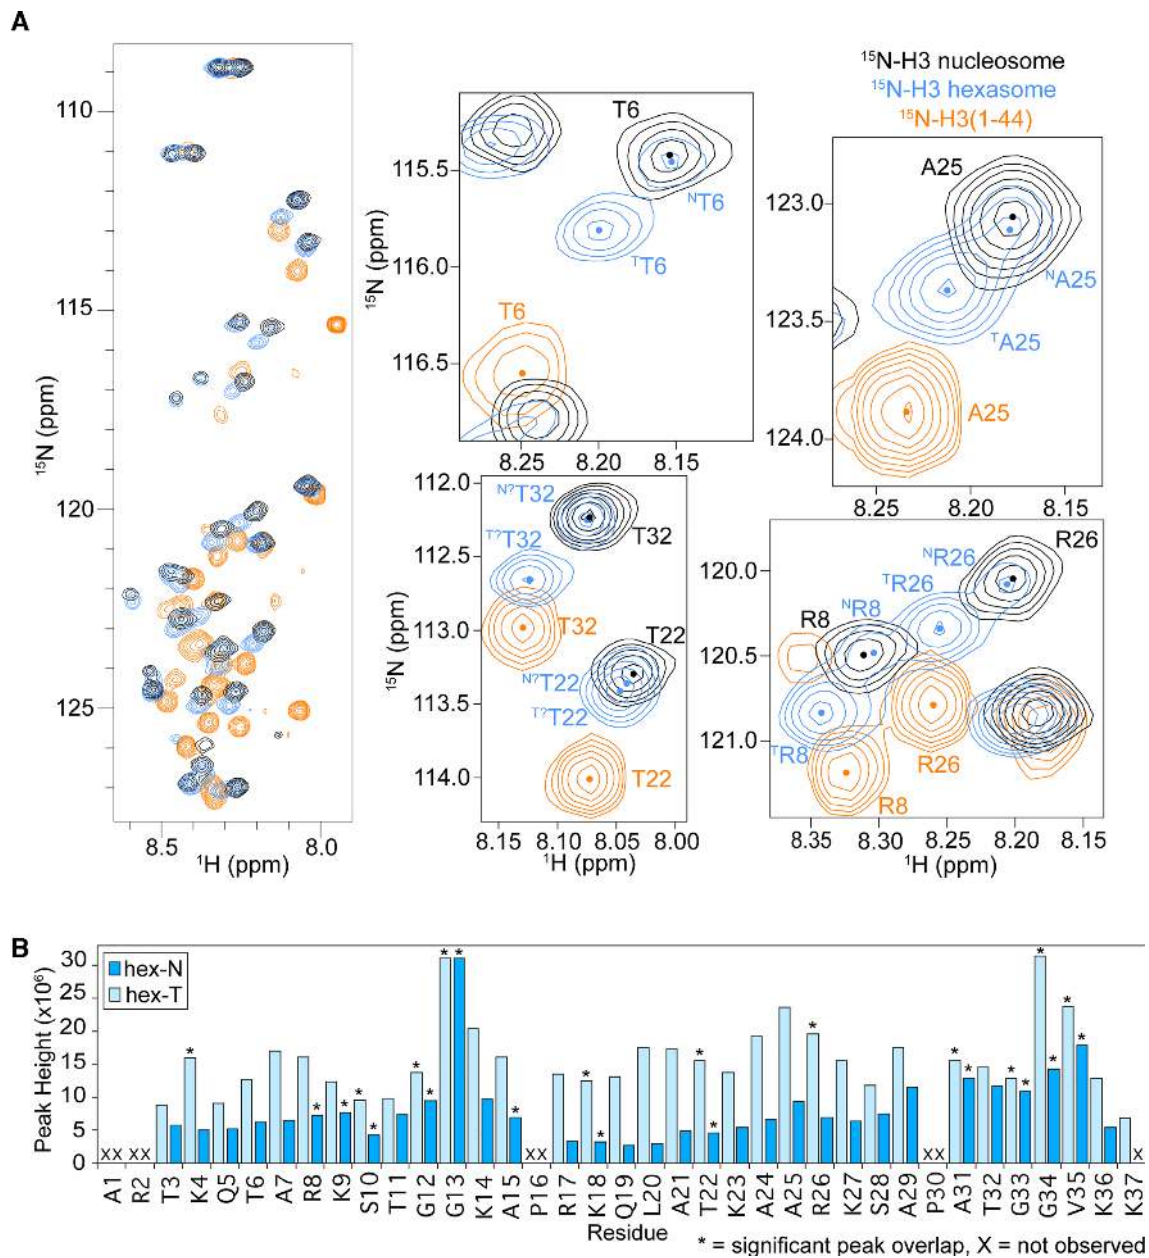 A
¹⁵N-H3 nucleosome
¹⁵N-H3 hexasome
¹⁵N-H3(1-44)
110
115
120
125
¹⁵N (ppm)
8.5
8.0
¹H (ppm)
T6
ᴺT6
ᵀT6
T6
115.5
116.0
116.5
¹⁵N (ppm)
8.25
8.20
8.15
A25
ᴺA25
ᵀA25
A25
123.0
123.5
124.0
8.25
8.20
8.15
ᴺ?T32
T32
ᵀ?T32
T32
T22
ᴺ?T22
ᵀ?T22
T22
112.0
112.5
113.0
113.5
114.0
¹⁵N (ppm)
8.15
8.10
8.05
8.00
¹H (ppm)
R26
ᴺR26
ᵀR26
ᴺR8
R8
ᵀR8
R26
R8
120.0
120.5
121.0
8.35
8.30
8.25
8.20
¹H (ppm)
B
Peak Height (x10⁶)
30
25
20
15
10
5
0
hex-N
hex-T
* * * * * * * * * * * * * * * * * * * * * * *
XX XX XX XX X
A1 R2 T3 K4 Q5 T6 A7 R8 K9 S10 T11 G12 G13 K14 A15 P16 R17 K18 Q19 L20 A21 T22 K23 A24 A25 R26 K27 S28 A29 P30 A31 T32 G33 G34 V35 K36 K37
Residue
* = significant peak overlap, X = not observed